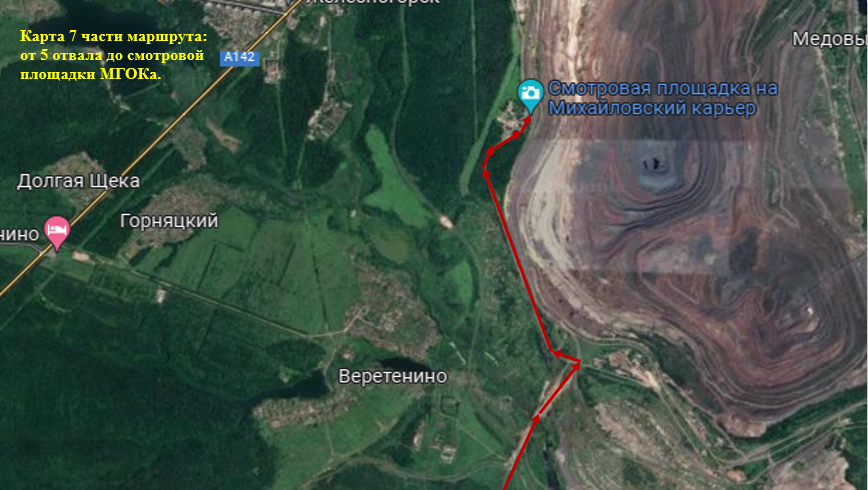 Железногорск
Карта 7 части маршрута:
от 5 отвала до смотровой
площадки МГОКа.
А142
Медовы
Смотровая площадка на
Михайловский карьер
Долгая Щека
Горняцкий
нино
Веретенино